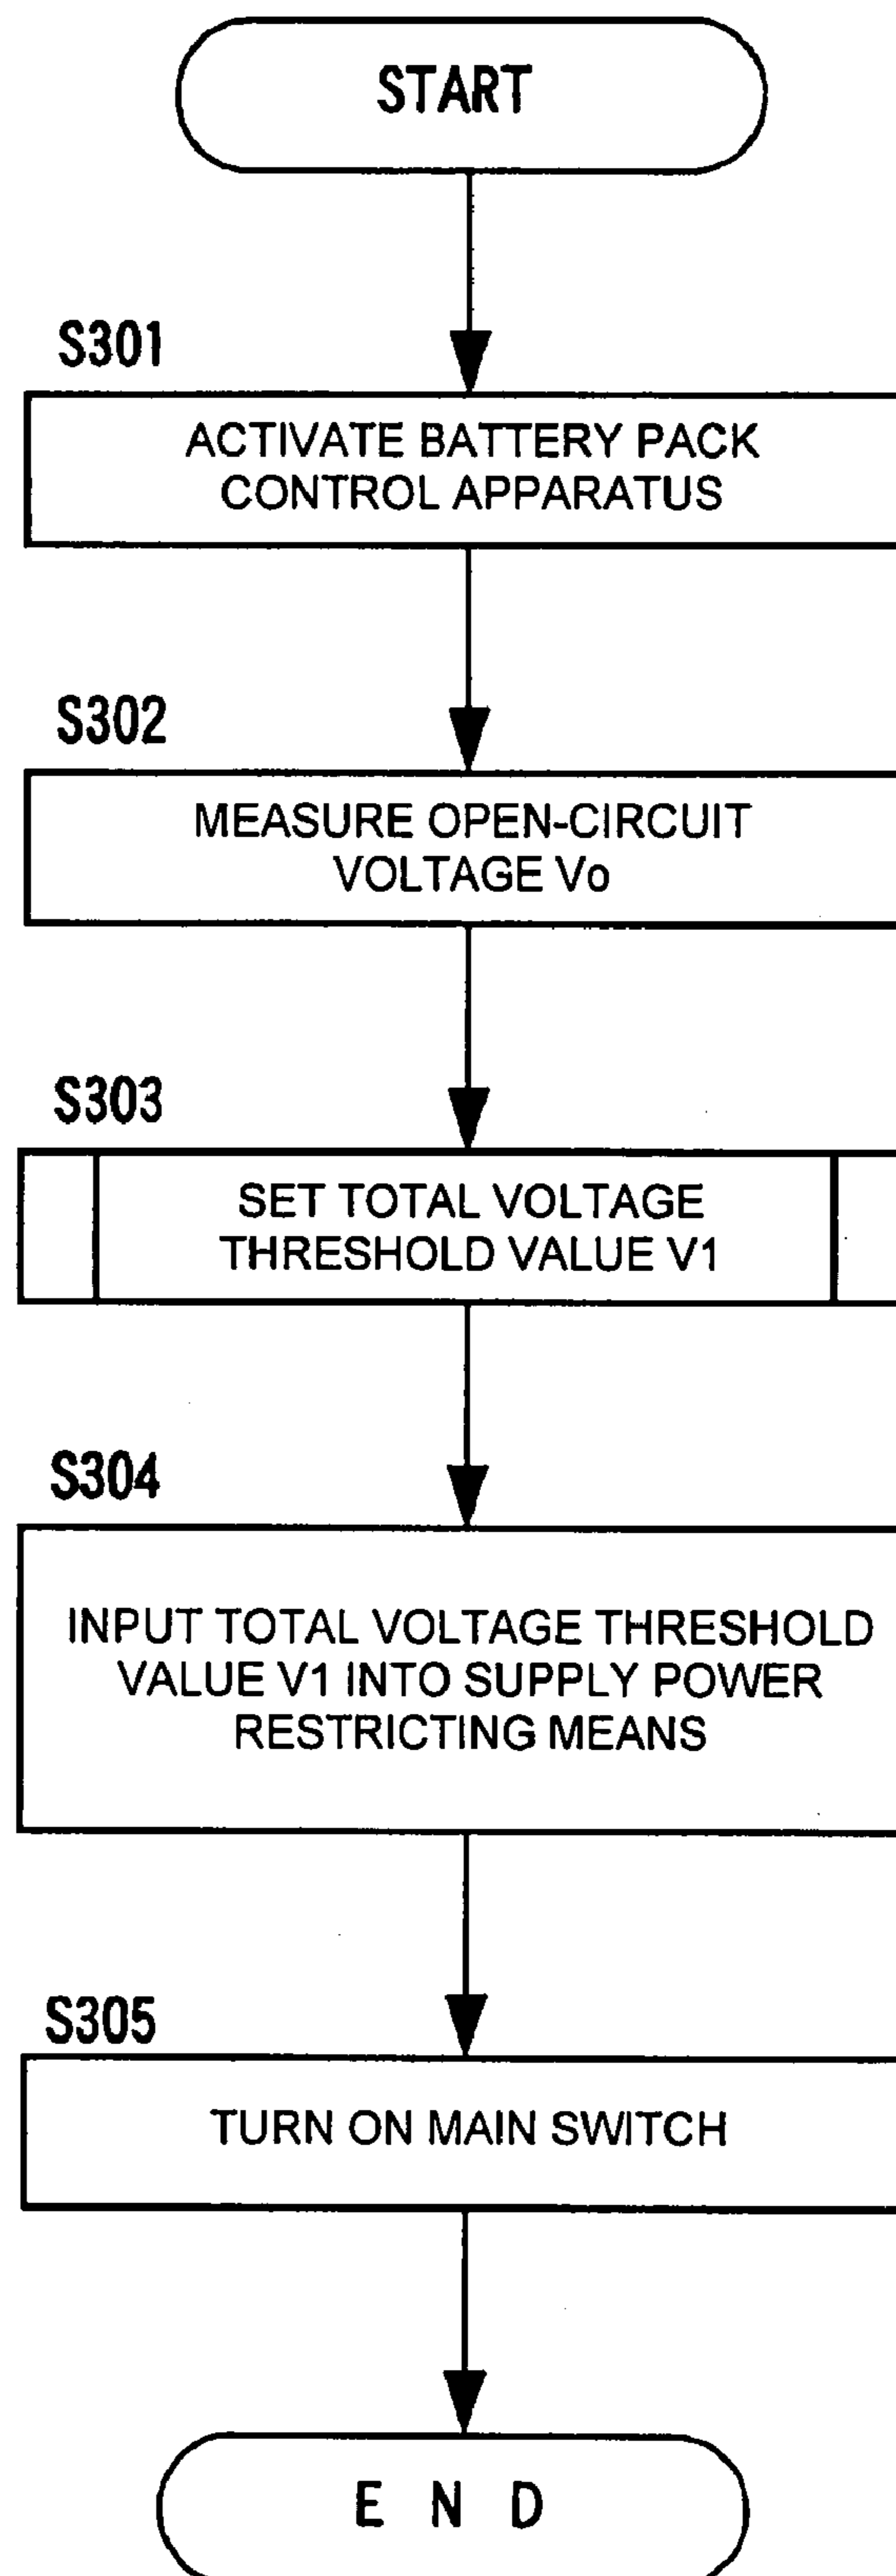 START
S301
ACTIVATE BATTERY PACK
CONTROL APPARATUS
S302
MEASURE OPEN-CIRCUIT
VOLTAGE Vo
S303
SET TOTAL VOLTAGE
THRESHOLD VALUE V1
S304
INPUT TOTAL VOLTAGE THRESHOLD
VALUE V1 INTO SUPPLY POWER
RESTRICTING MEANS
S305
TURN ON MAIN SWITCH
E N D